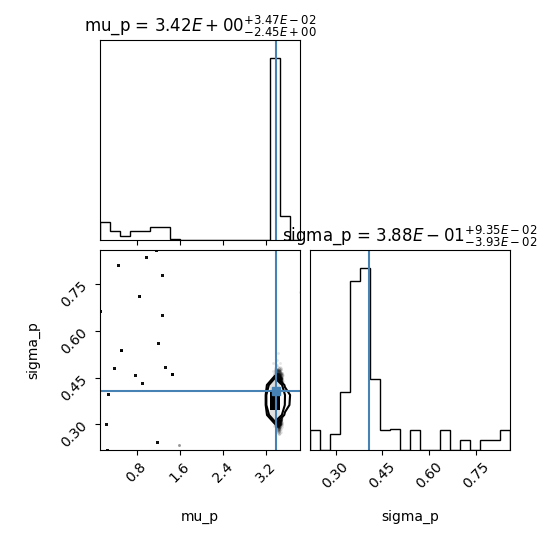 mu_p = 3.42E + 00+3.47E−02−2.45E+00
sigma_p = 3.88E − 01+9.35E−02−3.93E−02
0.75
0.60
0.45
0.30
sigma_p
0.8
1.6
2.4
3.2
mu_p
0.30
0.45
0.60
0.75
sigma_p